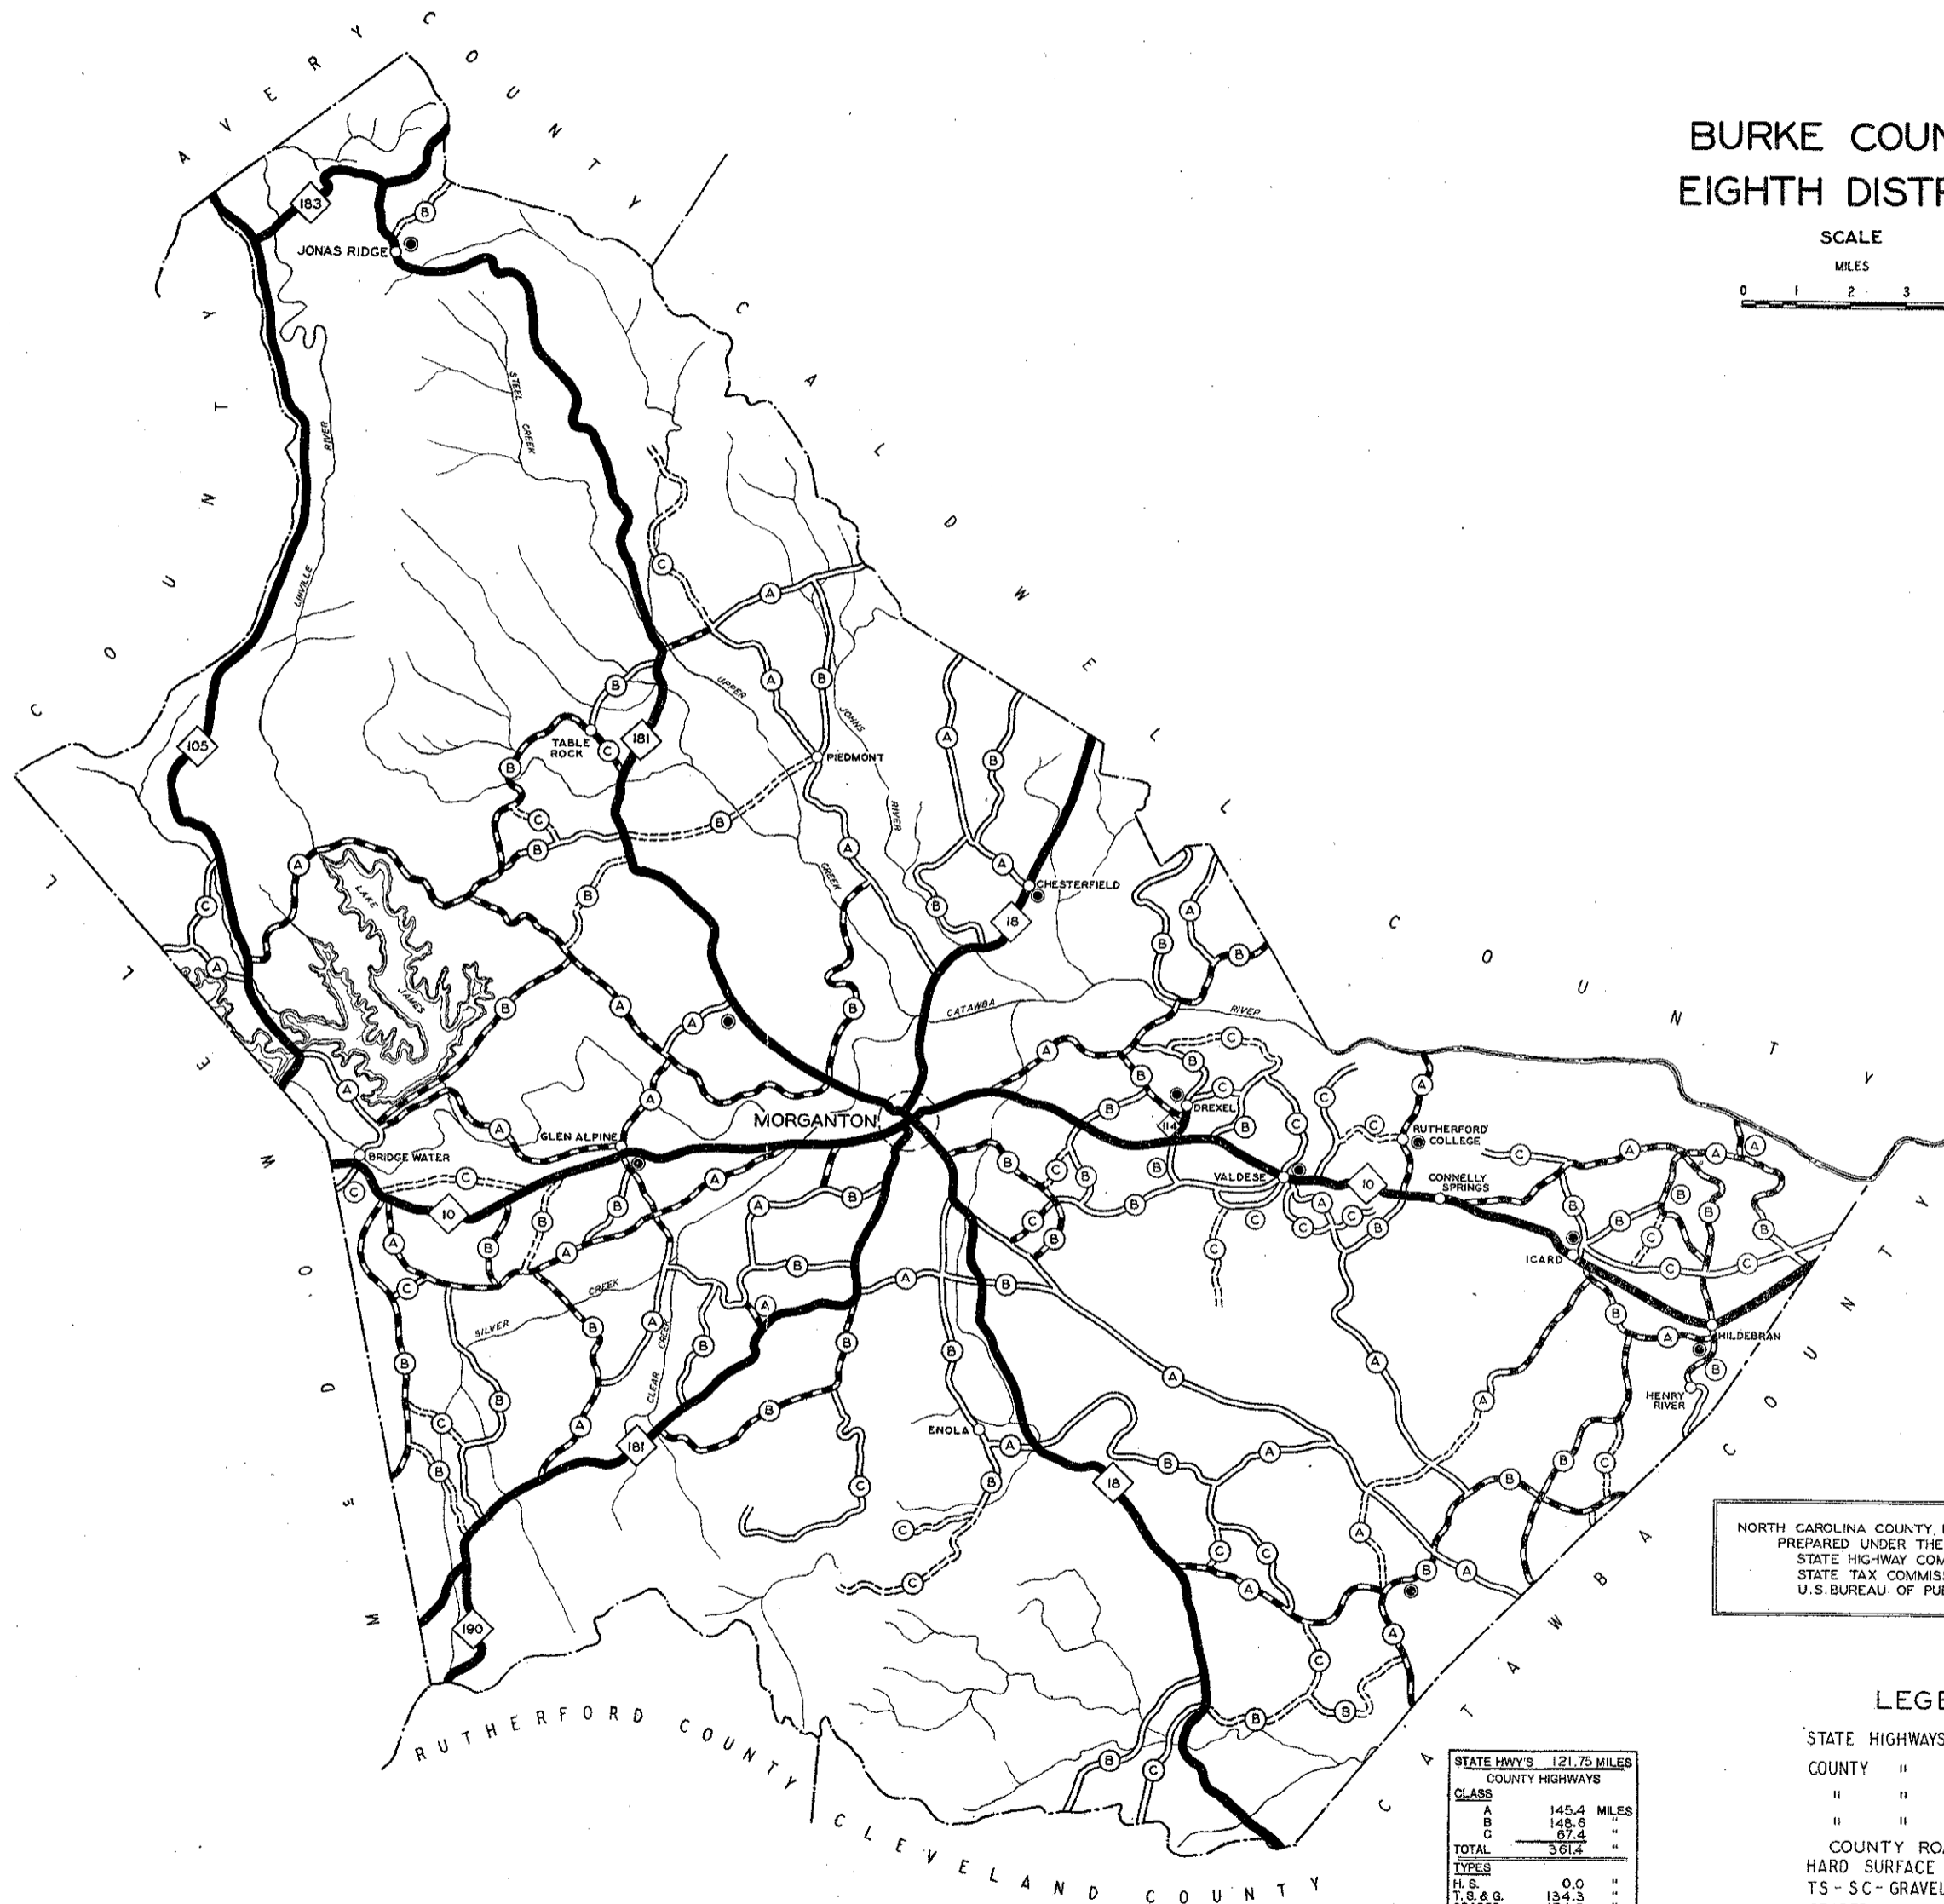 BURKE COUN
EIGHTH DISTR
SCALE
MILES
0 1 2 3
AVERY COUNTY
CALDWELL COUNTY
McDOWELL COUNTY
CATAWBA COUNTY
RUTHERFORD COUNTY
CLEVELAND COUNTY
183
JONAS RIDGE
B
STEEL CREEK
LINVILLE RIVER
C
A
B
A
B
UPPER CREEK
JOHNS RIVER
105
TABLE ROCK
C
181
B
PIEDMONT
A
B
C
B
B
A
A
A
CHESTERFIELD
18
B
LAKE JAMES
C
A
B
B
A
A
B
B
A
B
CATAWBA RIVER
A
A
MORGANTON
GLEN ALPINE
BRIDGE WATER
A
B
B
B
C
C
DREXEL
114
B
C
C
A
RUTHERFORD COLLEGE
C
VALDESE
10
CONNELLY SPRINGS
C
A
A
A
B
B
B
B
ICARD
C
C
C
HILDEBRAN
HENRY RIVER
B
A
B
10
C
C
A
B
B
B
A
A
B
B
A
B
C
SILVER CREEK
CLEAR CREEK
B
A
B
A
B
B
B
C
B
A
181
B
C
190
ENOLA
A
B
C
C
18
B
A
A
A
A
B
B
C
A
B
A
C
C
A
A
C
B
B
B
C
NORTH CAROLINA COUNTY
PREPARED UNDER THE
STATE HIGHWAY COM
STATE TAX COMMIS
U.S. BUREAU OF PU
LEGE
STATE HIGHWAYS
COUNTY "
" "
" "
COUNTY RO
HARD SURFACE
TS - SC - GRAVEL
STATE HWY'S 121.75 MILES
COUNTY HIGHWAYS
CLASS
A 145.4 MILES
B 148.6 "
C 67.4 "
TOTAL 361.4 "
TYPES
H. S. 0.0 "
T. S. & G. 134.3 "